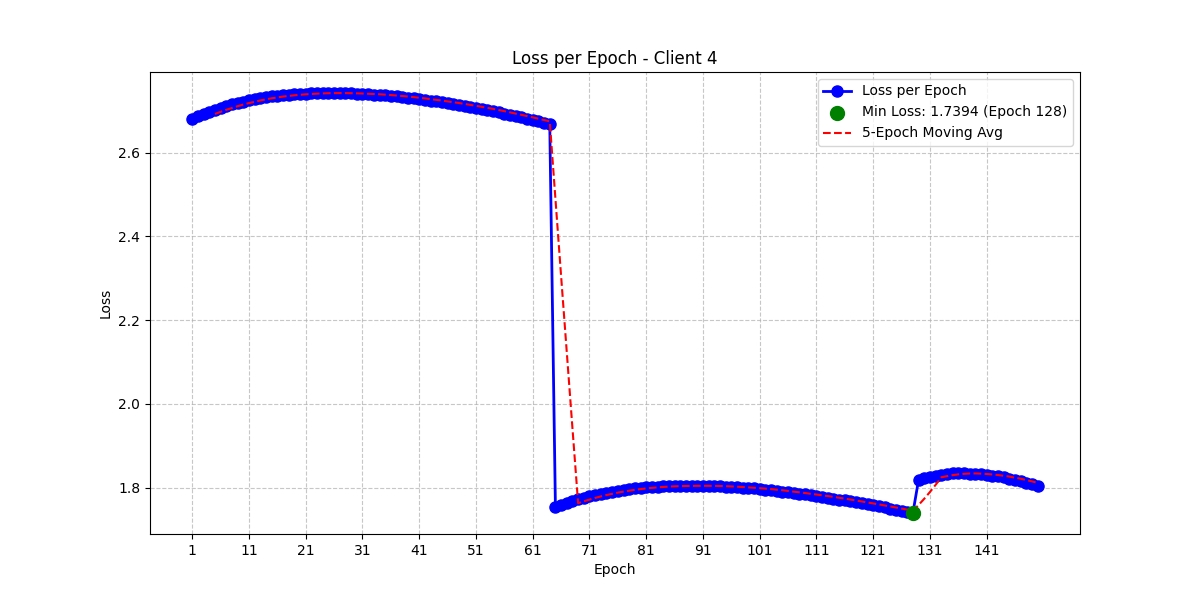 Loss per Epoch - Client 4
Loss per Epoch
Min Loss: 1.7394 (Epoch 128)
5-Epoch Moving Avg
2.6
2.4
2.2
2.0
1.8
Loss
1 11 21 31 41 51 61 71 81 91 101 111 121 131 141
Epoch